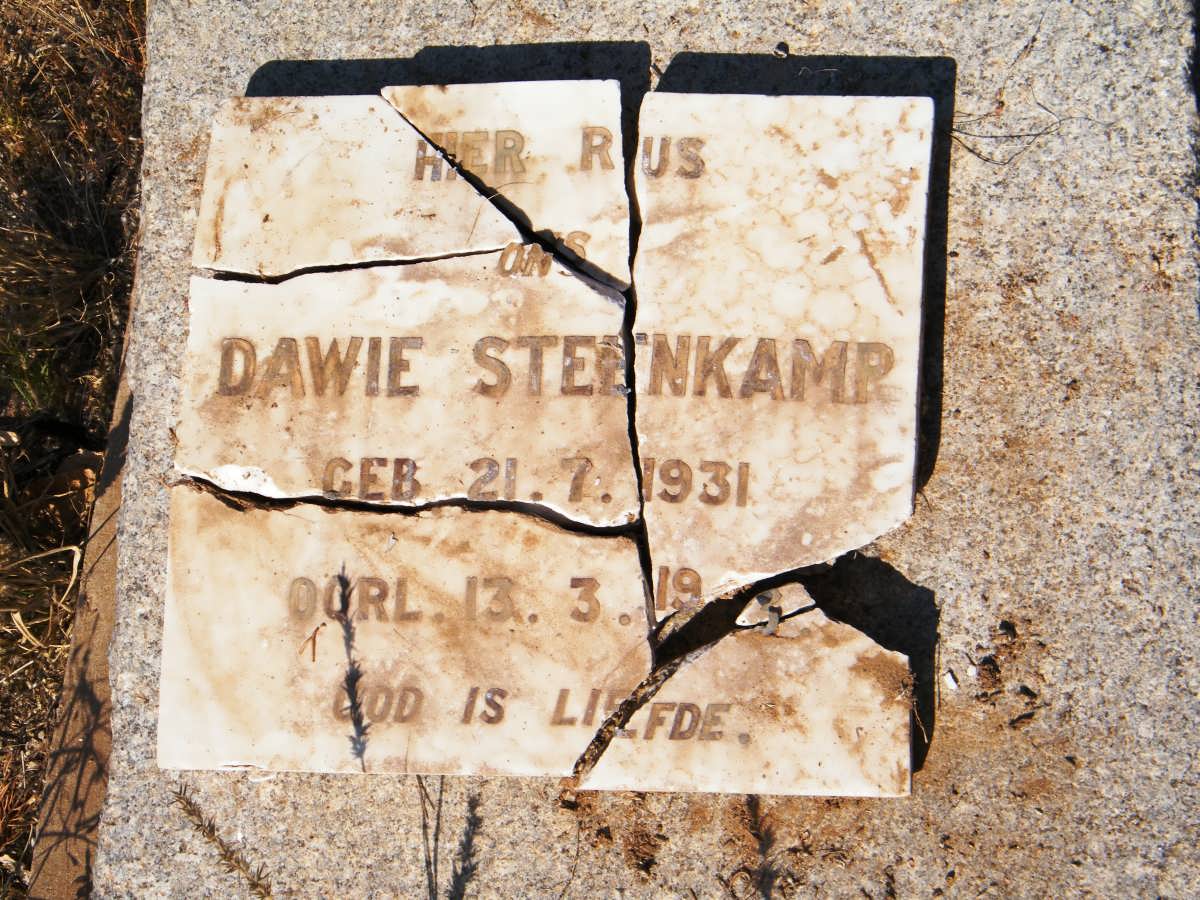 HIER RUS
ONS
DAWIE STEENKAMP
GEB 21.7.1931
OORL. 13.3.19
GOD IS LIEFDE.